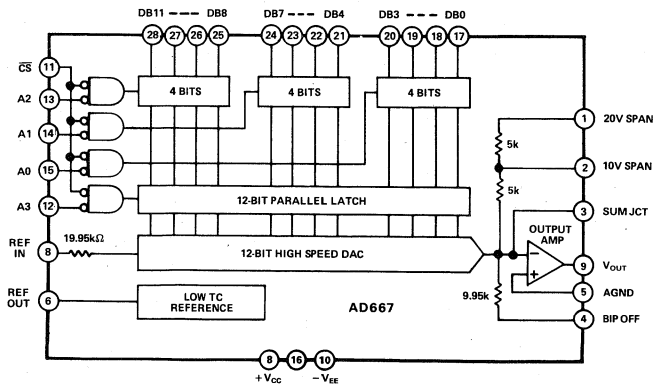 DB11 ---- DB8 DB7 ---- DB4 DB3 ---- DB0
28 27 26 25 24 23 22 21 20 19 18 17
CS 11
A2 13
4 BITS 4 BITS 4 BITS
A1 14
A0 15
A3 12
12-BIT PARALLEL LATCH
REF IN 8 19.95kΩ
12-BIT HIGH SPEED DAC
REF OUT 6
LOW TC
REFERENCE
AD667
1 20V SPAN
5k
2 10V SPAN
5k
3 SUM JCT
OUTPUT
AMP
−
+
9 VOUT
5 AGND
9.95k
4 BIP OFF
8 16 10
+VCC −VEE